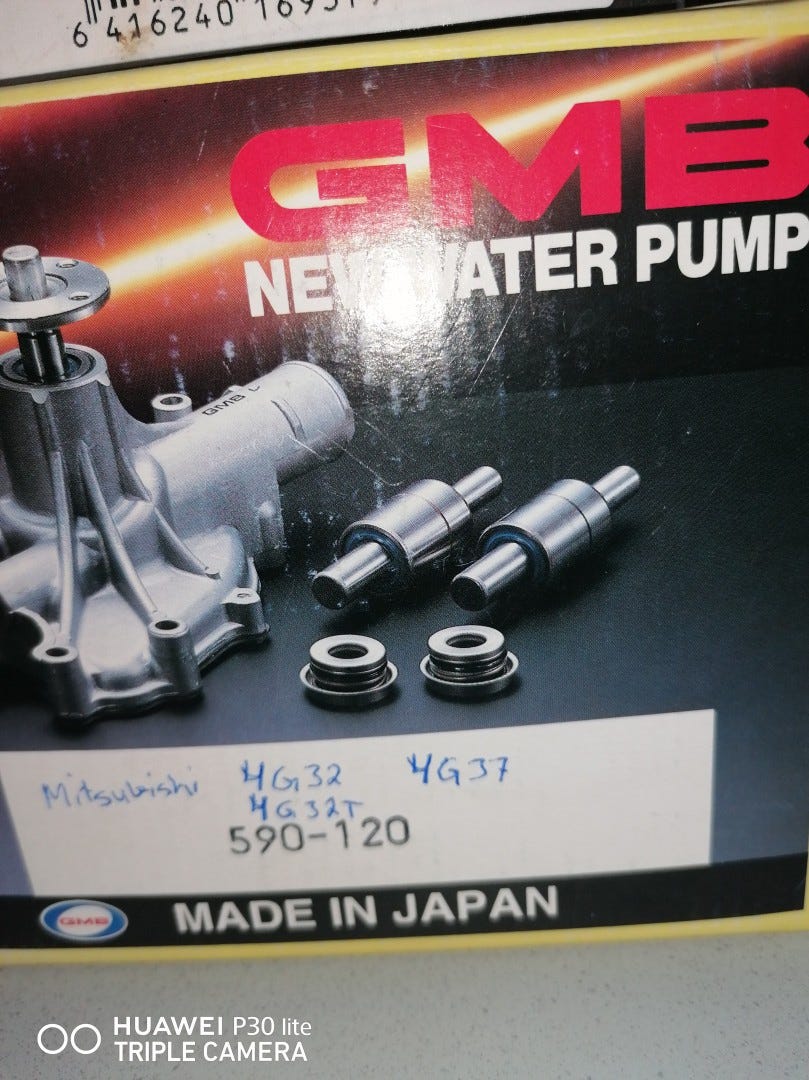 6 416240 1695
GMB
NEW WATER PUMP
GMB
Mitsubishi 4G32 4G37
4G32T
590-120
GMB
MADE IN JAPAN
HUAWEI P30 lite
TRIPLE CAMERA